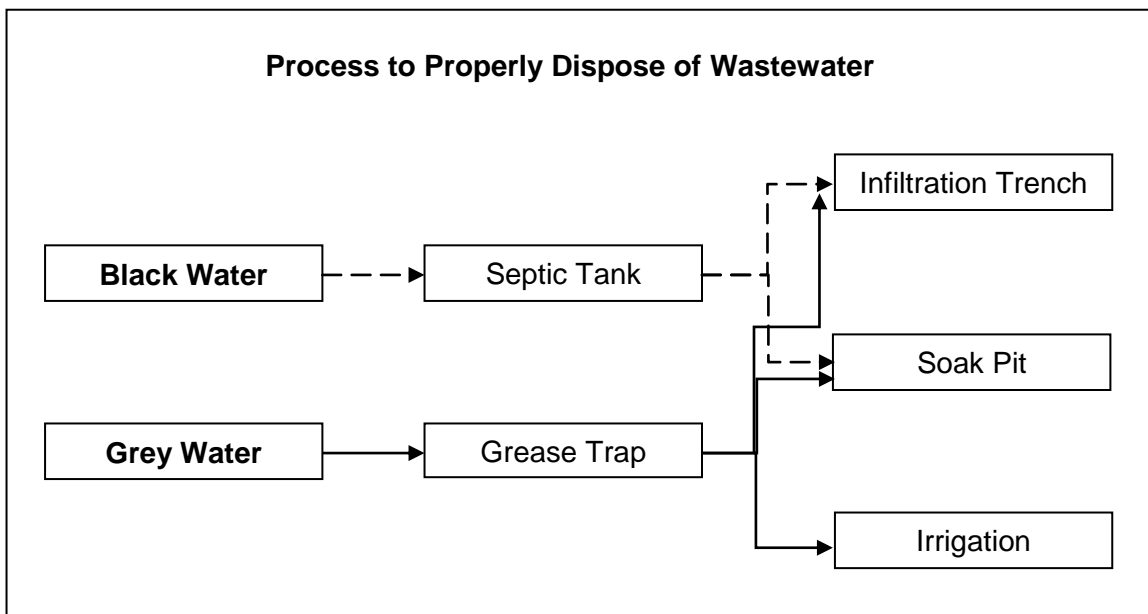 Process to Properly Dispose of Wastewater
Infiltration Trench
Black Water
Septic Tank
Soak Pit
Grey Water
Grease Trap
Irrigation